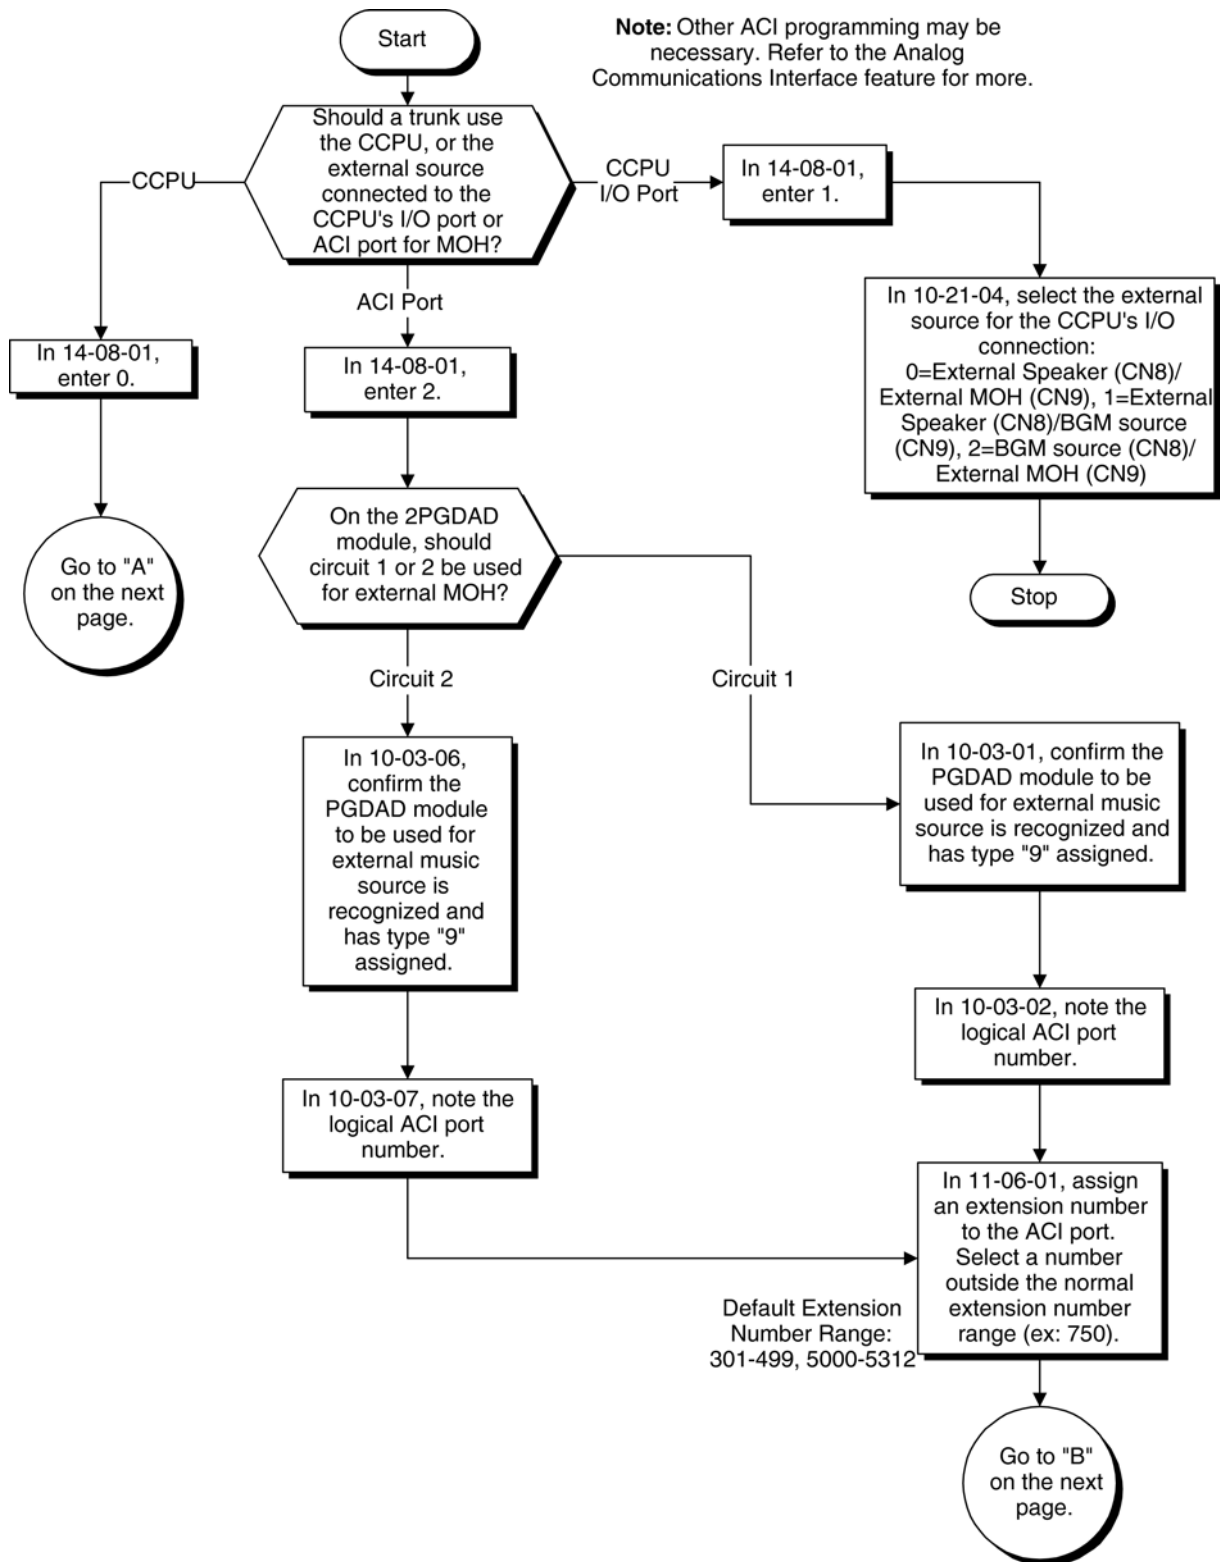 Start
Note: Other ACI programming may be
necessary. Refer to the Analog
Communications Interface feature for more.
Should a trunk use
the CCPU, or the
external source
connected to the
CCPU's I/O port or
ACI port for MOH?
CCPU
CCPU
I/O Port
In 14-08-01,
enter 1.
ACI Port
In 14-08-01,
enter 0.
In 14-08-01,
enter 2.
In 10-21-04, select the external
source for the CCPU's I/O
connection:
0=External Speaker (CN8)/
External MOH (CN9), 1=External
Speaker (CN8)/BGM source
(CN9), 2=BGM source (CN8)/
External MOH (CN9)
Go to "A"
on the next
page.
On the 2PGDAD
module, should
circuit 1 or 2 be used
for external MOH?
Stop
Circuit 2
Circuit 1
In 10-03-06,
confirm the
PGDAD module
to be used for
external music
source is
recognized and
has type "9"
assigned.
In 10-03-01, confirm the
PGDAD module to be
used for external music
source is recognized and
has type "9" assigned.
In 10-03-02, note the
logical ACI port
number.
In 10-03-07, note the
logical ACI port
number.
In 11-06-01, assign
an extension number
to the ACI port.
Select a number
outside the normal
extension number
range (ex: 750).
Default Extension
Number Range:
301-499, 5000-5312
Go to "B"
on the next
page.